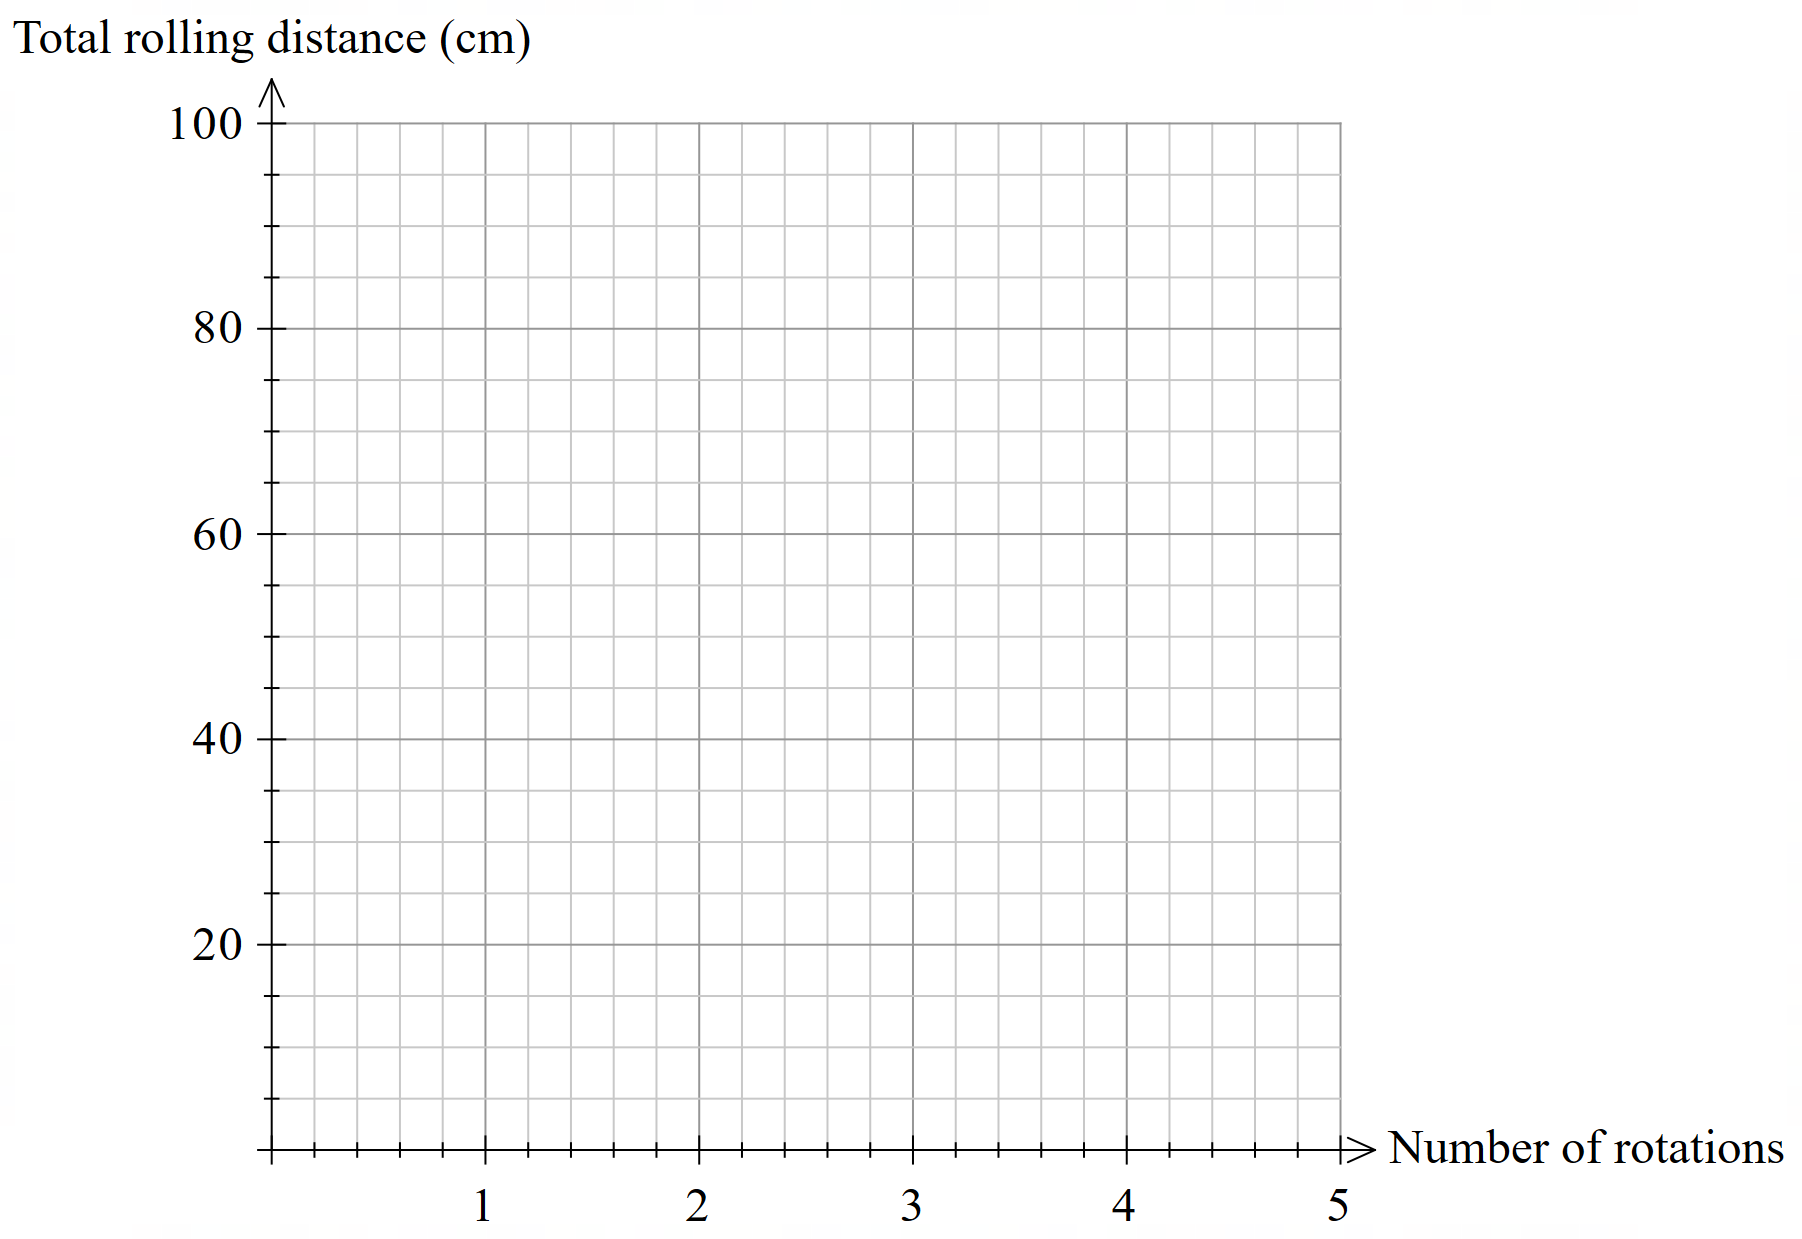 Total rolling distance (cm)
100
80
60
40
20
Number of rotations
1 2 3 4 5